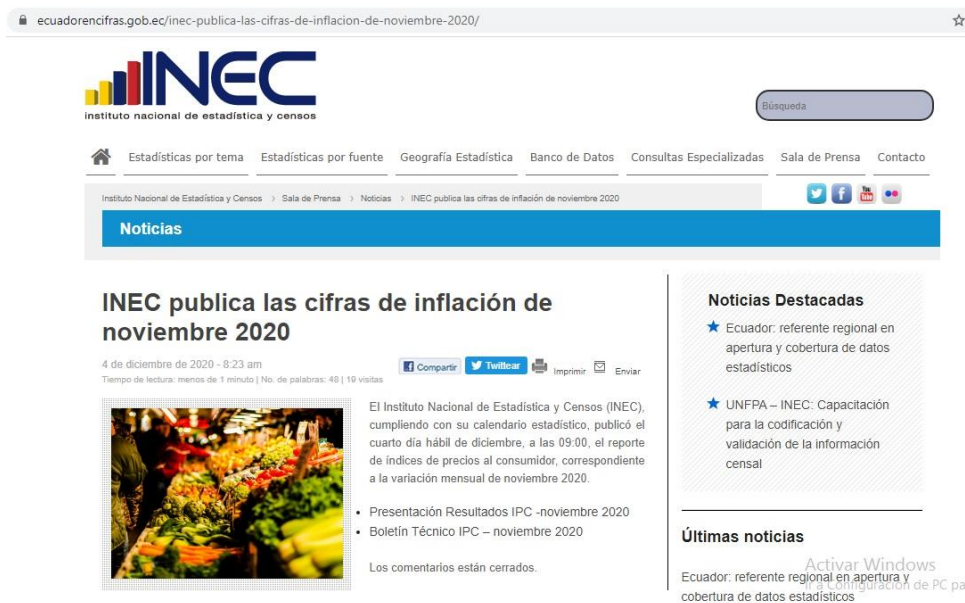 ecuadorencifras.gob.ec/inec-publica-las-cifras-de-inflacion-de-noviembre-2020/
INEC
instituto nacional de estadística y censos
Búsqueda
Estadísticas por tema Estadísticas por fuente Geografía Estadística Banco de Datos Consultas Especializadas Sala de Prensa Contacto
Instituto Nacional de Estadística y Censos > Sala de Prensa > Noticias > INEC publica las cifras de inflación de noviembre 2020
You Tube
Noticias
INEC publica las cifras de inflación de
noviembre 2020
4 de diciembre de 2020 - 8:23 am
Tiempo de lectura: menos de 1 minuto | No. de palabras: 48 | 19 visitas
Compartir Twittear Imprimir Enviar
El Instituto Nacional de Estadística y Censos (INEC),
cumpliendo con su calendario estadístico, publicó el
cuarto día hábil de diciembre, a las 09:00, el reporte
de índices de precios al consumidor, correspondiente
a la variación mensual de noviembre 2020.
• Presentación Resultados IPC -noviembre 2020
• Boletín Técnico IPC – noviembre 2020
Los comentarios están cerrados.
Noticias Destacadas
Ecuador: referente regional en
apertura y cobertura de datos
estadísticos
UNFPA – INEC: Capacitación
para la codificación y
validación de la información
censal
Últimas noticias
Ecuador: referente regional en apertura y
cobertura de datos estadísticos
Activar Windows
Ir a Configuración de PC pa